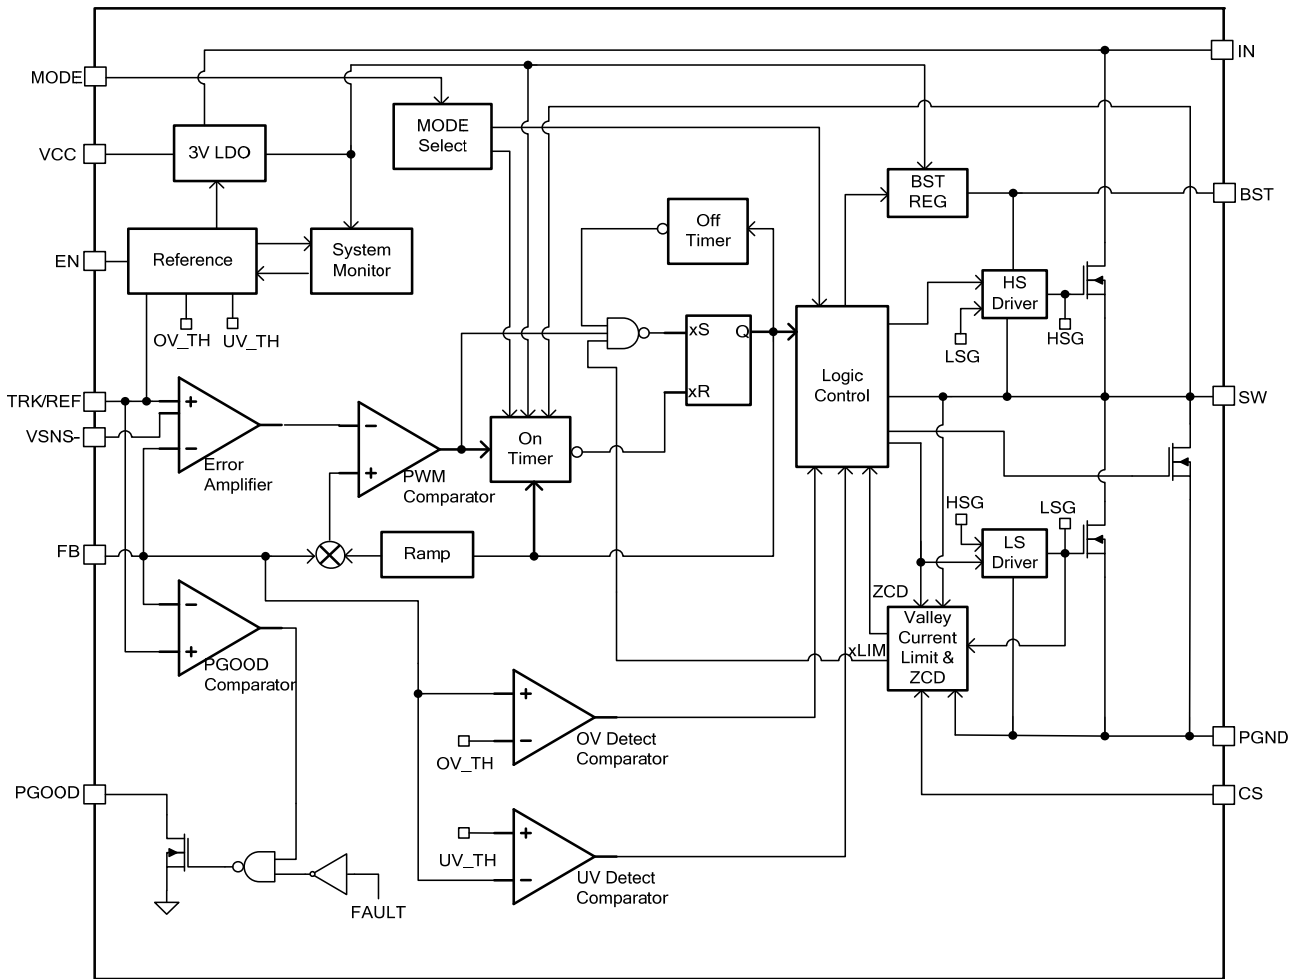 IN
MODE
MODE
Select
VCC
3V LDO
BST
REG
BST
Off
Timer
EN
Reference
System
Monitor
HS
Driver
OV_TH
UV_TH
LSG
HSG
xS
Q
xR
Logic
Control
TRK/REF
SW
VSNS-
+
−
Error
Amplifier
−
+
PWM
Comparator
On
Timer
HSG
LSG
FB
Ramp
LS
Driver
ZCD
−
+
PGOOD
Comparator
xLIM
Valley
Current
Limit &
ZCD
+
−
OV_TH
OV Detect
Comparator
PGND
PGOOD
CS
+
−
UV_TH
UV Detect
Comparator
FAULT